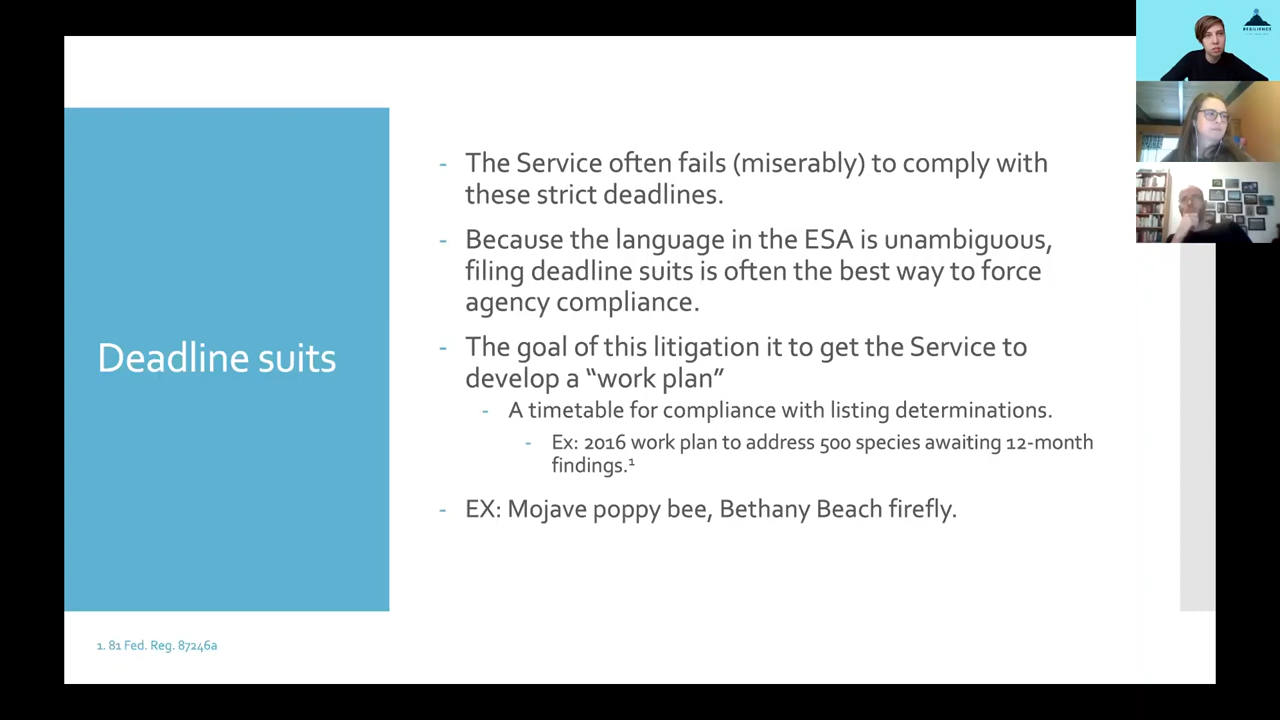 Deadline suits
- The Service often fails (miserably) to comply with
these strict deadlines.
- Because the language in the ESA is unambiguous,
filing deadline suits is often the best way to force
agency compliance.
- The goal of this litigation it to get the Service to
develop a “work plan”
- A timetable for compliance with listing determinations.
- Ex: 2016 work plan to address 500 species awaiting 12-month
findings.¹
- EX: Mojave poppy bee, Bethany Beach firefly.
1. 81 Fed. Reg. 87246a
RESILIENCE